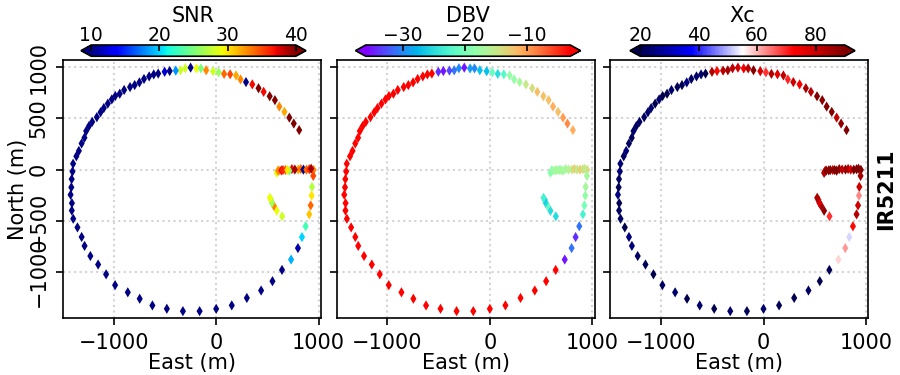 SNR
DBV
Xc
10 20 30 40
−30 −20 −10
20 40 60 80
North (m)
1000
500
0
−500
−1000
IR5211
−1000 0 1000
−1000 0 1000
−1000 0 1000
East (m)
East (m)
East (m)